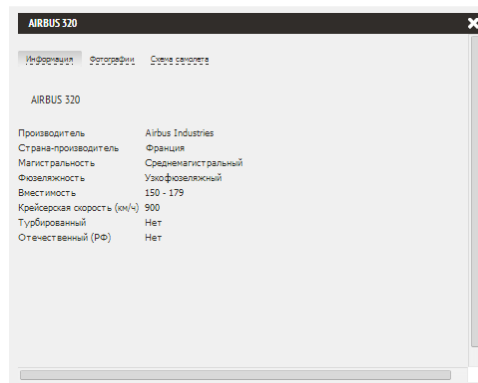 AIRBUS 320
Информация Фотографии Схема самолета
AIRBUS 320
Производитель Airbus Industries
Страна-производитель Франция
Магистральность Среднемагистральный
Фюзеляжность Узкофюзеляжный
Вместимость 150 - 179
Крейсерская скорость (км/ч) 900
Турбированный Нет
Отечественный (РФ) Нет